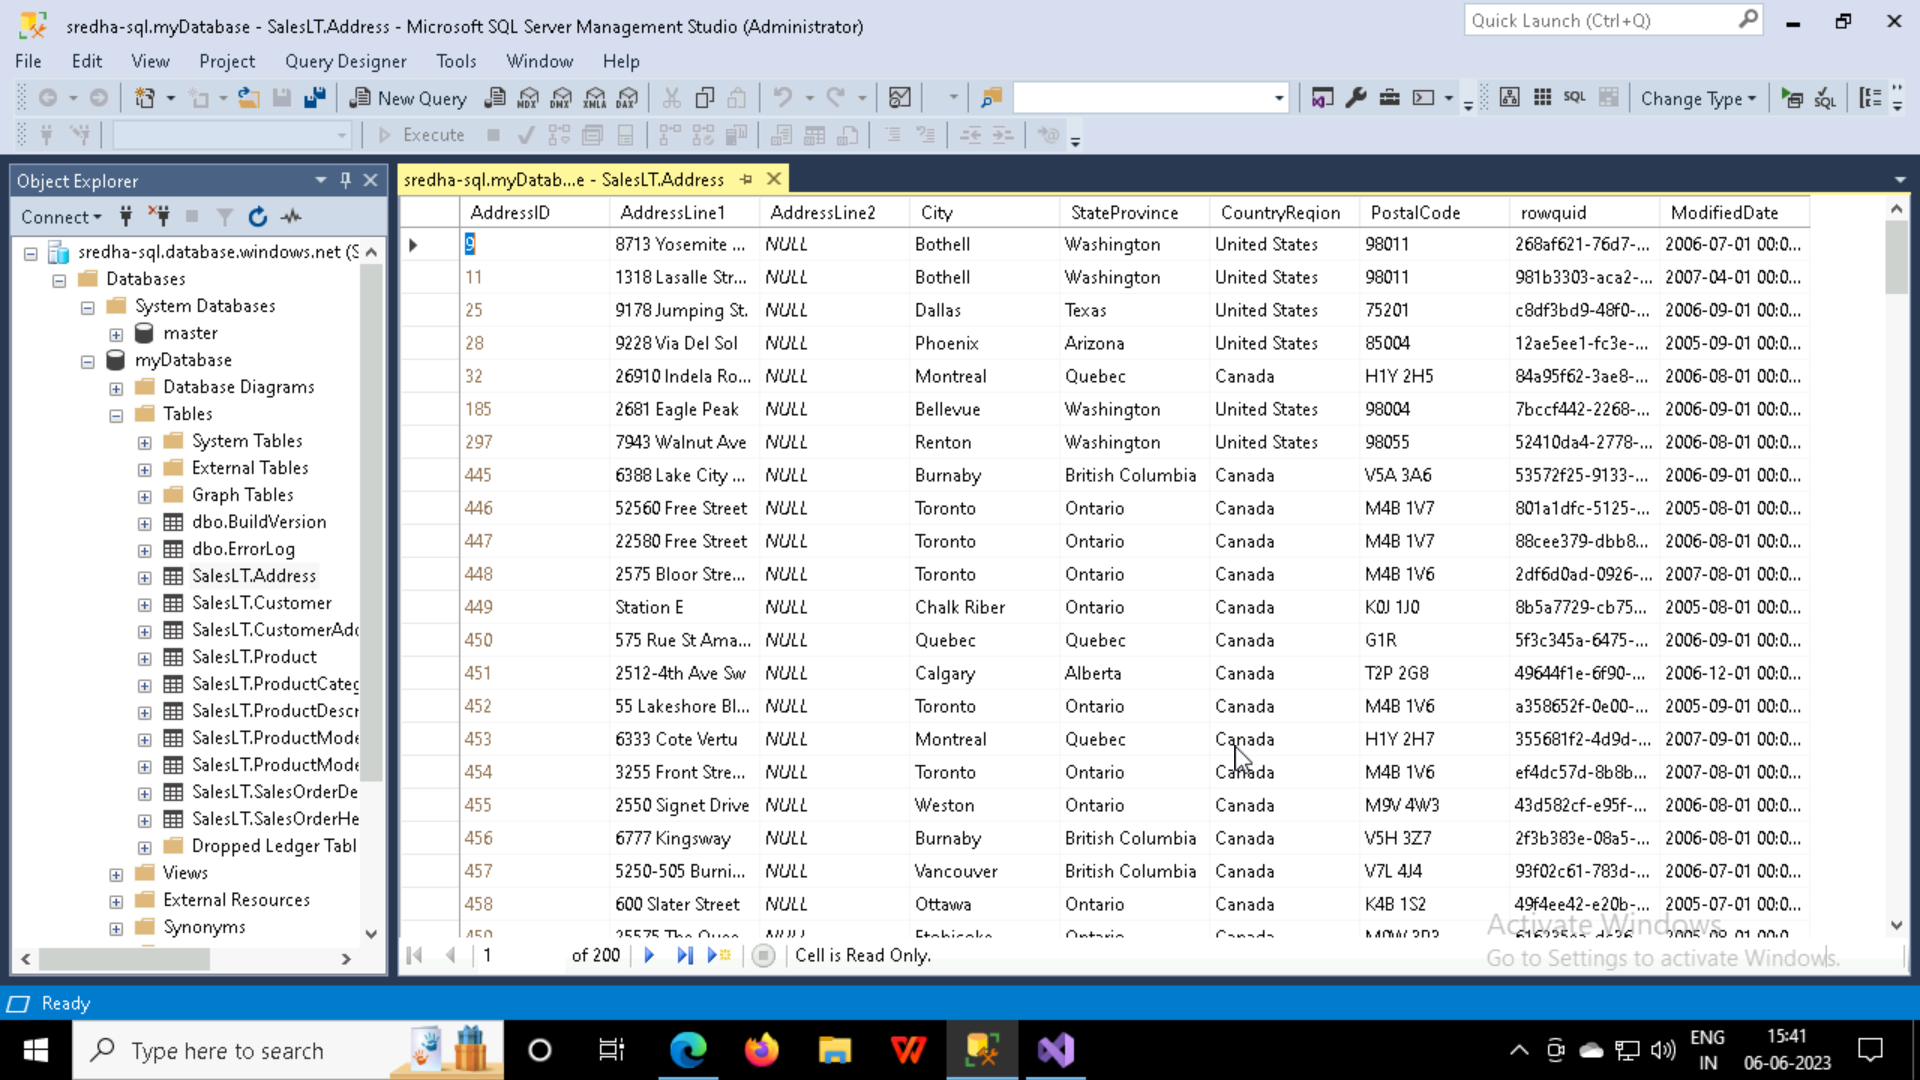 sredha-sql.myDatabase - SalesLT.Address - Microsoft SQL Server Management Studio (Administrator)
Quick Launch (Ctrl+Q)
File Edit View Project Query Designer Tools Window Help
New Query MDX DMX XMLA DAX SQL Change Type SQL
Execute
Object Explorer
Connect
sredha-sql.database.windows.net (S
Databases
System Databases
master
myDatabase
Database Diagrams
Tables
System Tables
External Tables
Graph Tables
dbo.BuildVersion
dbo.ErrorLog
SalesLT.Address
SalesLT.Customer
SalesLT.CustomerAdd
SalesLT.Product
SalesLT.ProductCateg
SalesLT.ProductDescr
SalesLT.ProductMode
SalesLT.ProductMode
SalesLT.SalesOrderDe
SalesLT.SalesOrderHe
Dropped Ledger Tabl
Views
External Resources
Synonyms
sredha-sql.myDatab...e - SalesLT.Address
AddressID AddressLine1 AddressLine2 City StateProvince CountryRegion PostalCode rowguid ModifiedDate
9 8713 Yosemite ... NULL Bothell Washington United States 98011 268af621-76d7-... 2006-07-01 00:0...
11 1318 Lasalle Str... NULL Bothell Washington United States 98011 981b3303-aca2-... 2007-04-01 00:0...
25 9178 Jumping St. NULL Dallas Texas United States 75201 c8df3bd9-48f0-... 2006-09-01 00:0...
28 9228 Via Del Sol NULL Phoenix Arizona United States 85004 12ae5ee1-fc3e-... 2005-09-01 00:0...
32 26910 Indela Ro... NULL Montreal Quebec Canada H1Y 2H5 84a95f62-3ae8-... 2006-08-01 00:0...
185 2681 Eagle Peak NULL Bellevue Washington United States 98004 7bccf442-2268-... 2006-09-01 00:0...
297 7943 Walnut Ave NULL Renton Washington United States 98055 52410da4-2778-... 2006-08-01 00:0...
445 6388 Lake City ... NULL Burnaby British Columbia Canada V5A 3A6 53572f25-9133-... 2006-09-01 00:0...
446 52560 Free Street NULL Toronto Ontario Canada M4B 1V7 801a1dfc-5125-... 2005-08-01 00:0...
447 22580 Free Street NULL Toronto Ontario Canada M4B 1V7 88cee379-dbb8... 2006-08-01 00:0...
448 2575 Bloor Stre... NULL Toronto Ontario Canada M4B 1V6 2df6d0ad-0926-... 2007-08-01 00:0...
449 Station E NULL Chalk Riber Ontario Canada K0J 1J0 8b5a7729-cb75... 2005-08-01 00:0...
450 575 Rue St Ama... NULL Quebec Quebec Canada G1R 5f3c345a-6475-... 2006-09-01 00:0...
451 2512-4th Ave Sw NULL Calgary Alberta Canada T2P 2G8 49644f1e-6f90-... 2006-12-01 00:0...
452 55 Lakeshore Bl... NULL Toronto Ontario Canada M4B 1V6 a358652f-0e00-... 2005-09-01 00:0...
453 6333 Cote Vertu NULL Montreal Quebec Canada H1Y 2H7 355681f2-4d9d-... 2007-09-01 00:0...
454 3255 Front Stre... NULL Toronto Ontario Canada M4B 1V6 ef4dc57d-8b8b... 2007-08-01 00:0...
455 2550 Signet Drive NULL Weston Ontario Canada M9V 4W3 43d582cf-e95f-... 2006-08-01 00:0...
456 6777 Kingsway NULL Burnaby British Columbia Canada V5H 3Z7 2f3b383e-08a5-... 2006-08-01 00:0...
457 5250-505 Burni... NULL Vancouver British Columbia Canada V7L 4J4 93f02c61-783d-... 2006-07-01 00:0...
458 600 Slater Street NULL Ottawa Ontario Canada K4B 1S2 49f4ee42-e20b-... 2005-07-01 00:0...
NULL Etobicoke Ontario Canada
1 of 200 Cell is Read Only.
Activate Windows
Go to Settings to activate Windows.
Ready
Type here to search
ENG
IN
15:41
06-06-2023